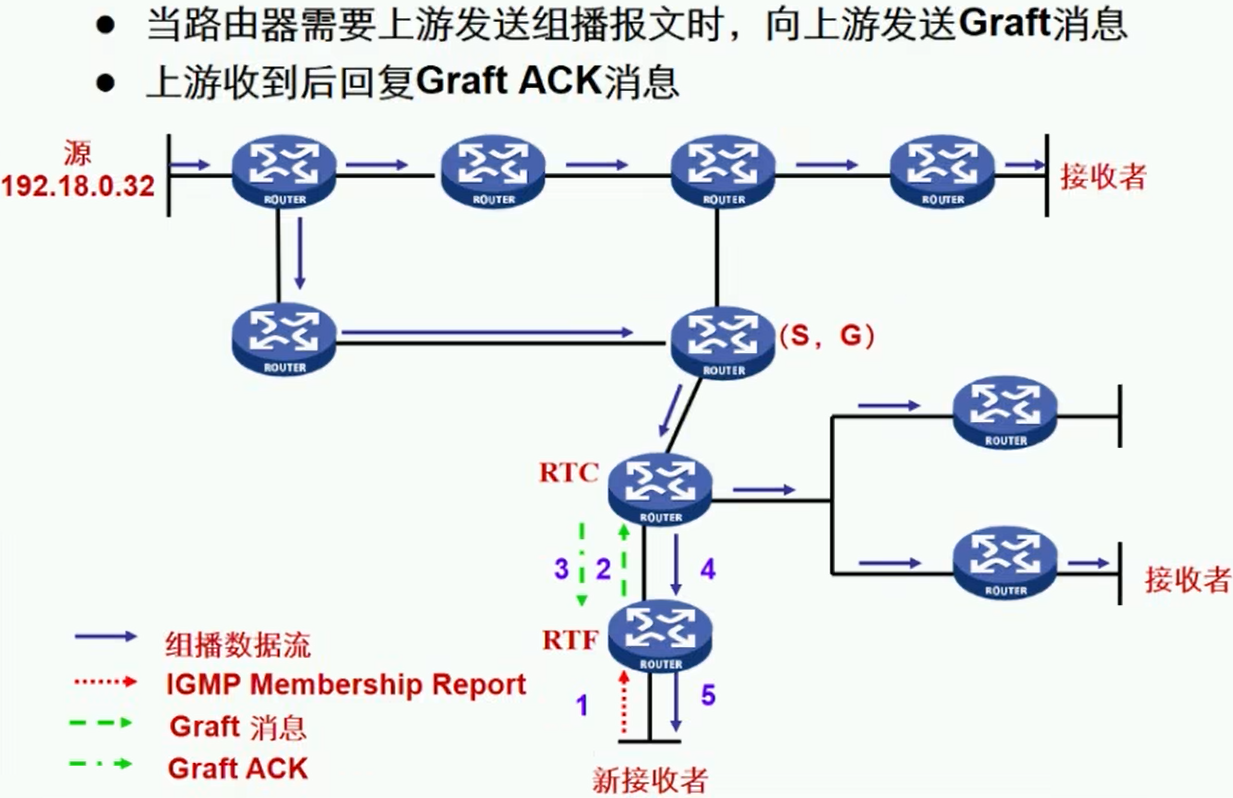 ● 当路由器需要上游发送组播报文时，向上游发送Graft消息
● 上游收到后回复Graft ACK消息
源
192.18.0.32
ROUTER
ROUTER
ROUTER
ROUTER
接收者
ROUTER
ROUTER
(S，G)
ROUTER
RTC
ROUTER
3
2
4
ROUTER
接收者
RTF
ROUTER
组播数据流
IGMP Membership Report
1
5
Graft 消息
Graft ACK
新接收者